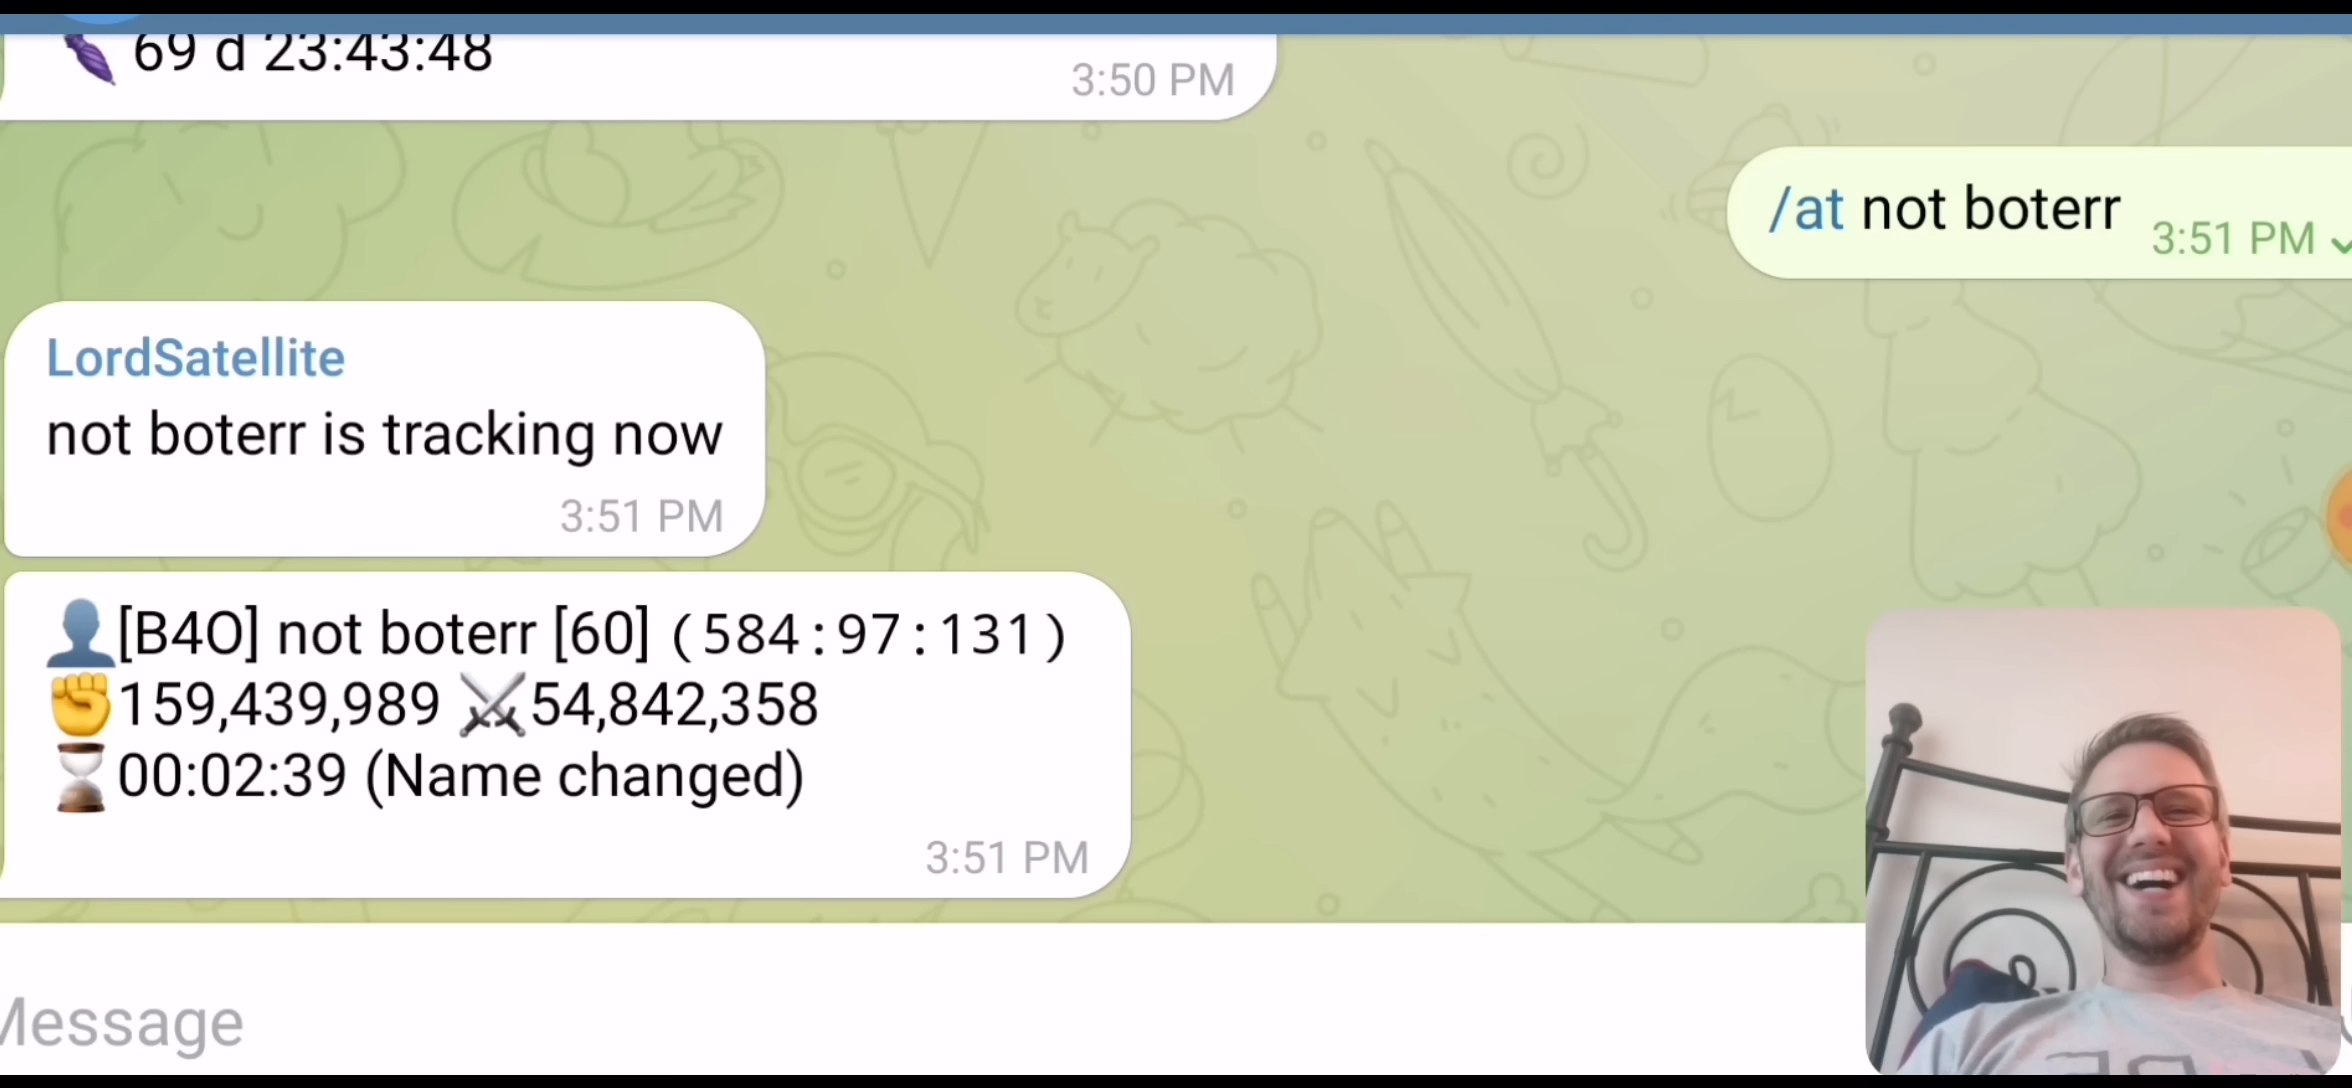 69 d 23:43:48
3:50 PM
/at not boterr
3:51 PM
LordSatellite
not boterr is tracking now
3:51 PM
[B4O] not boterr [60] (584:97:131)
159,439,989 54,842,358
00:02:39 (Name changed)
3:51 PM
Message